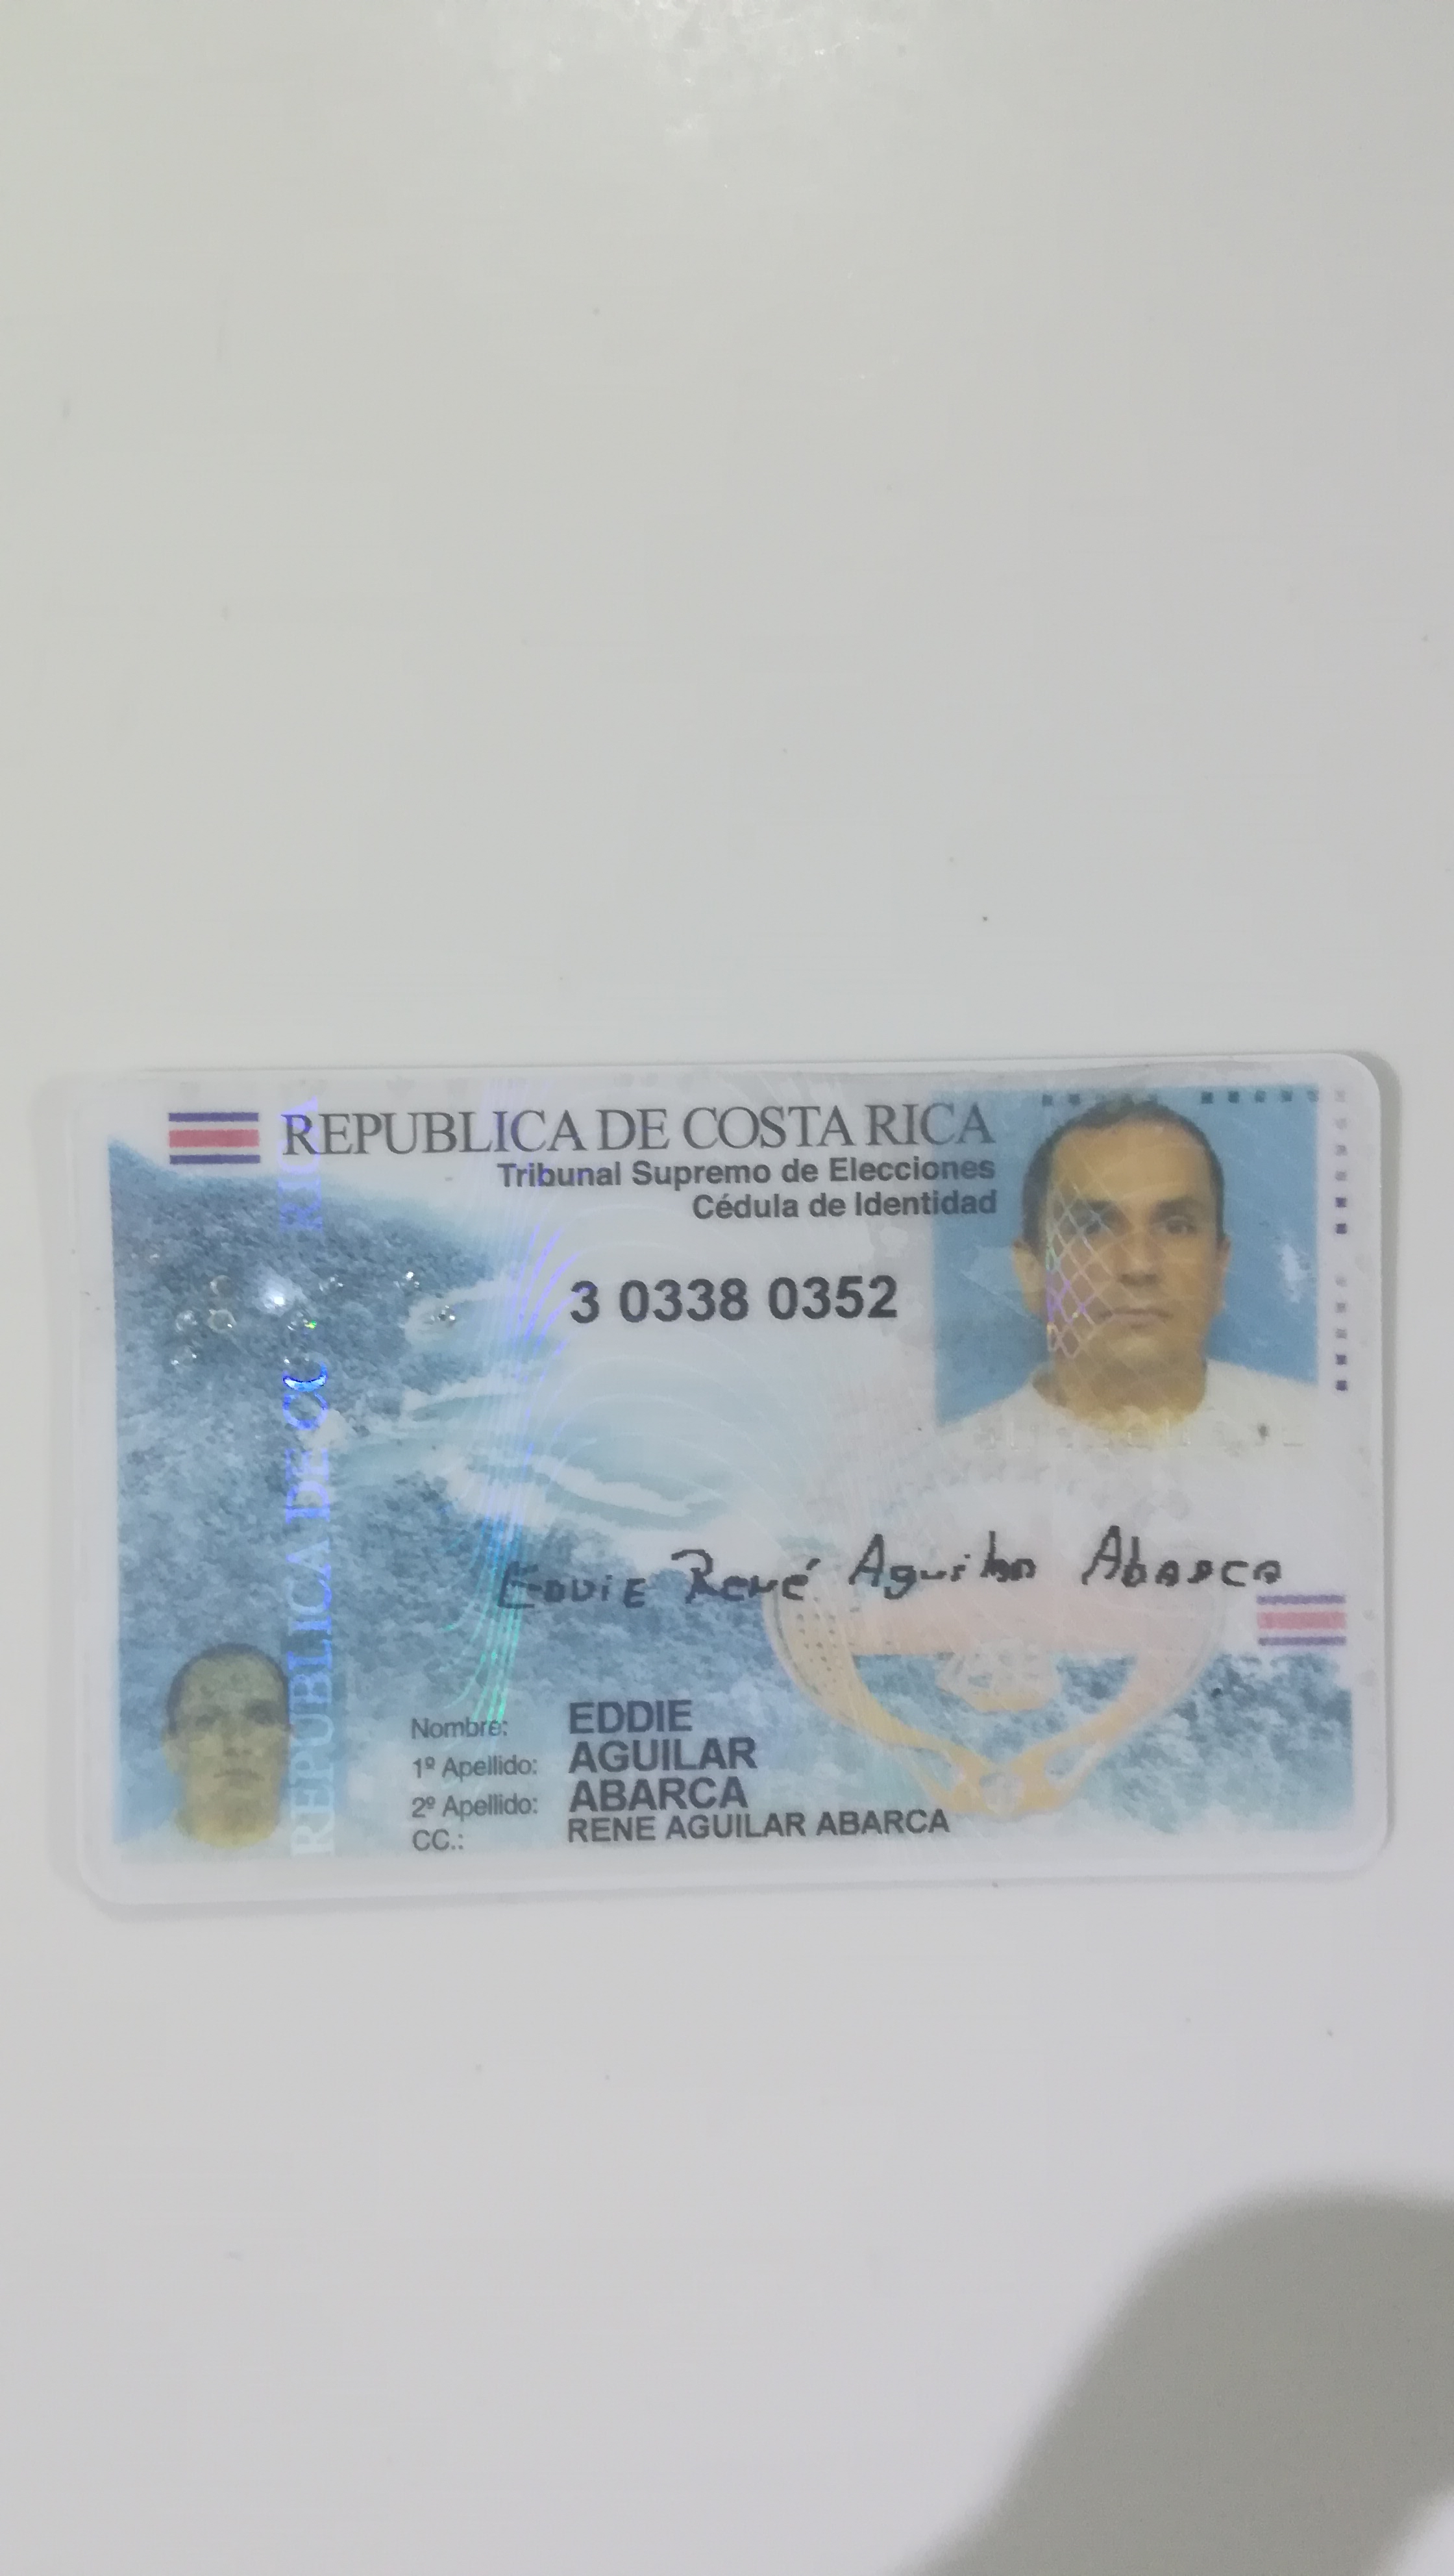 REPUBLICA DE COSTA RICA
Tribunal Supremo de Elecciones
Cédula de Identidad
3 0338 0352
Eddie René Aguilar Abarca
Nombre: EDDIE
1º Apellido: AGUILAR
2º Apellido: ABARCA
CC.: RENE AGUILAR ABARCA
REPUBLICA DE CO RICA